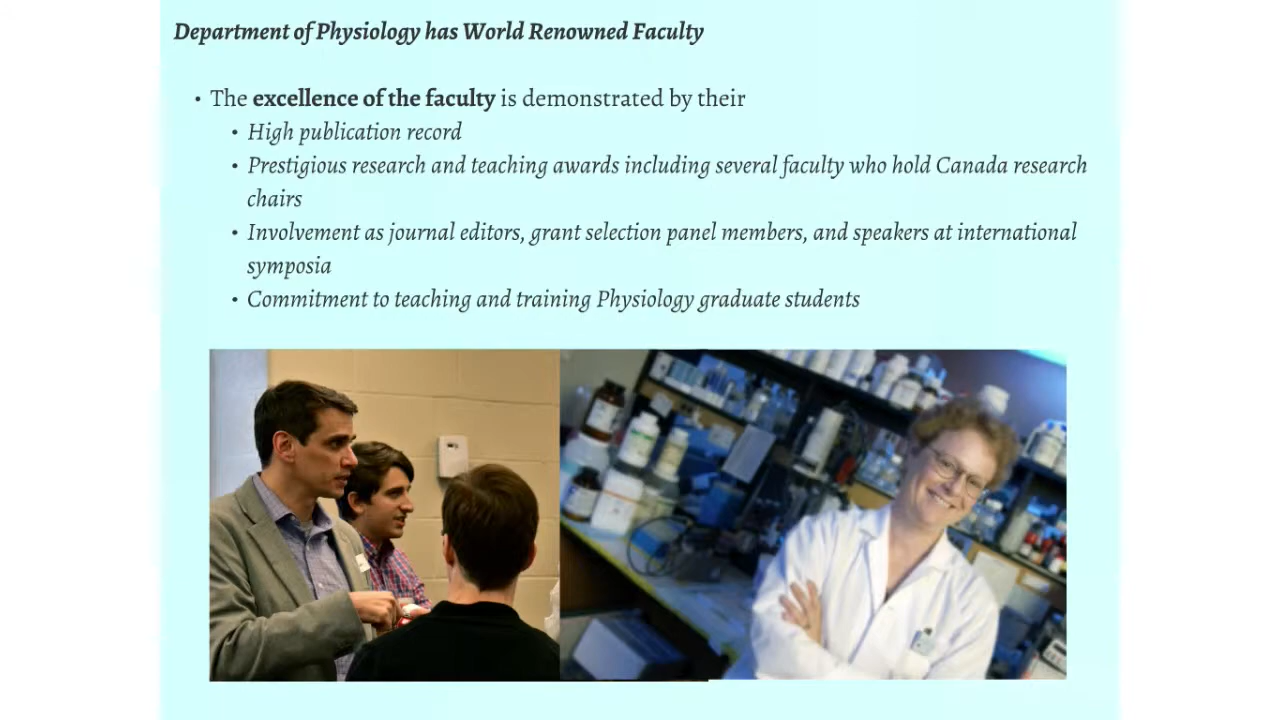 Department of Physiology has World Renowned Faculty
• The excellence of the faculty is demonstrated by their
• High publication record
• Prestigious research and teaching awards including several faculty who hold Canada research
chairs
• Involvement as journal editors, grant selection panel members, and speakers at international
symposia
• Commitment to teaching and training Physiology graduate students